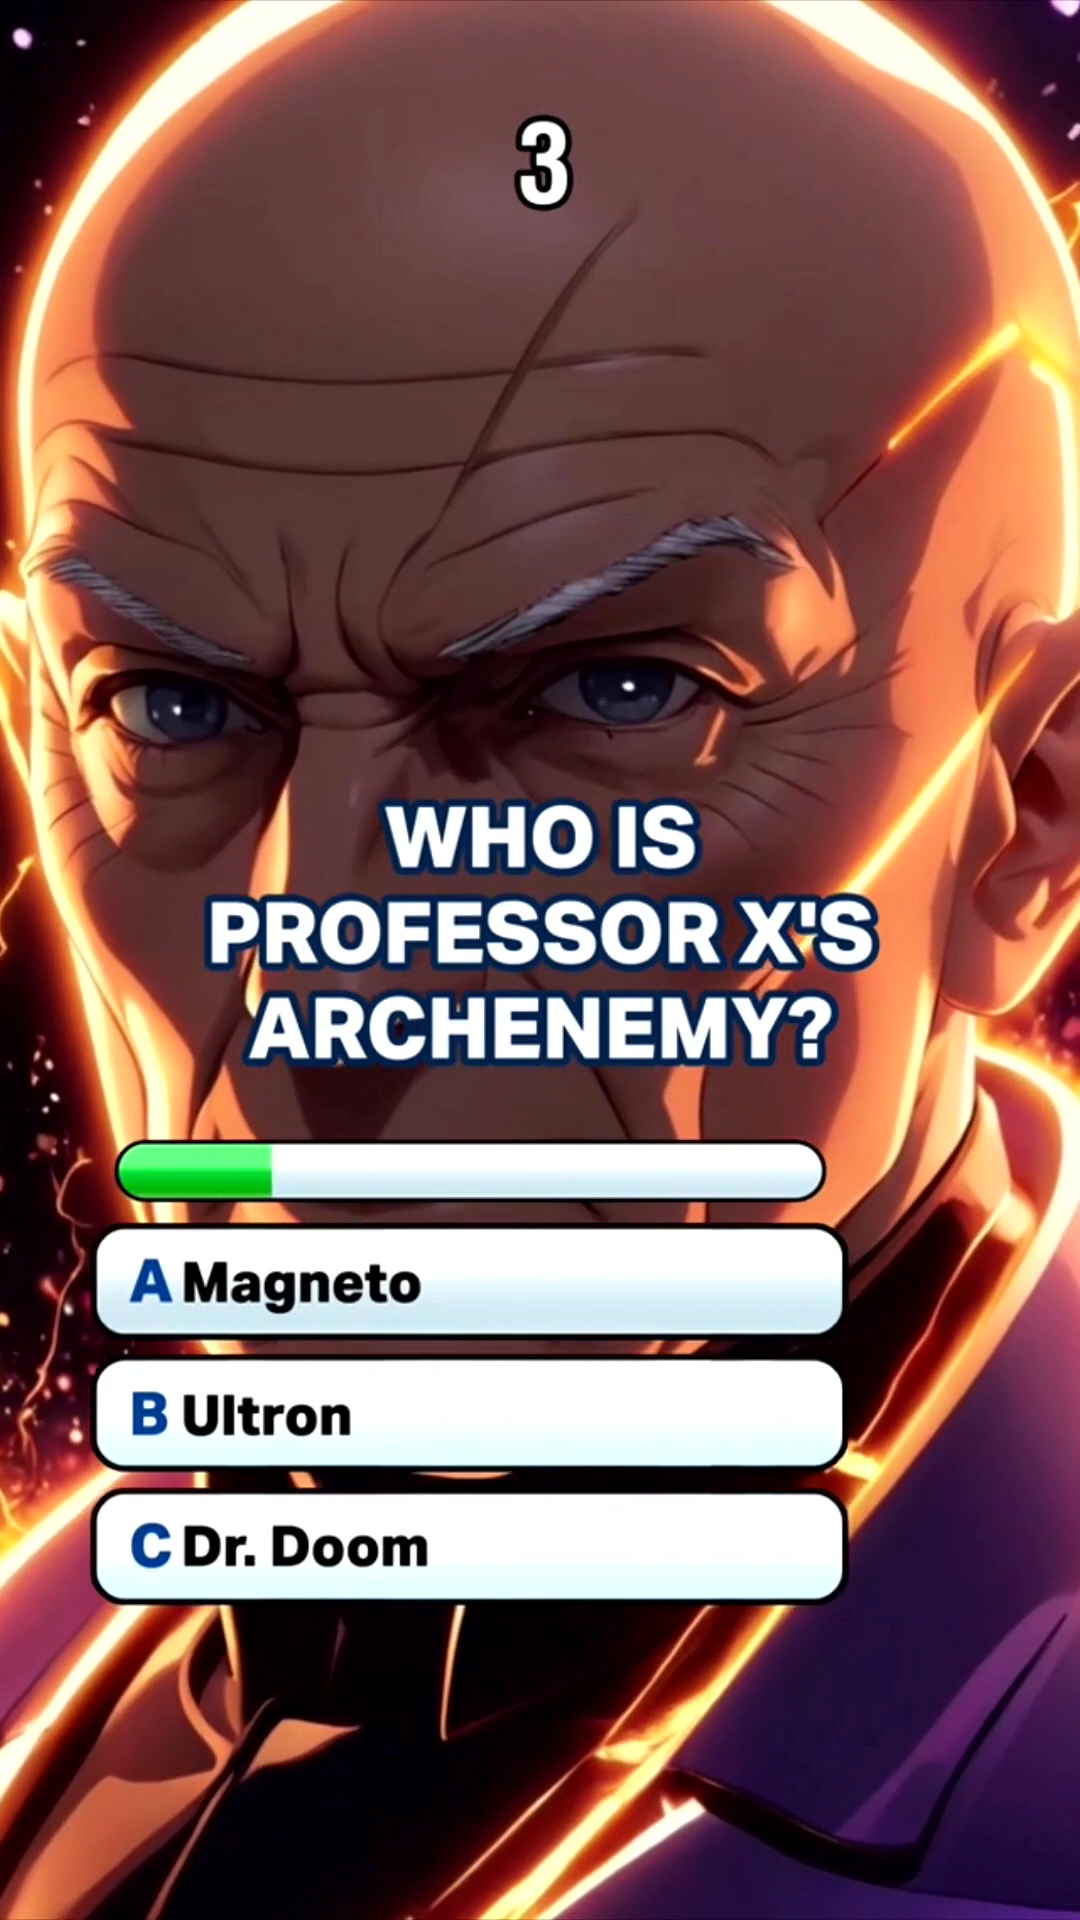 3
WHO IS
PROFESSOR X'S
ARCHENEMY?
A Magneto
B Ultron
C Dr. Doom